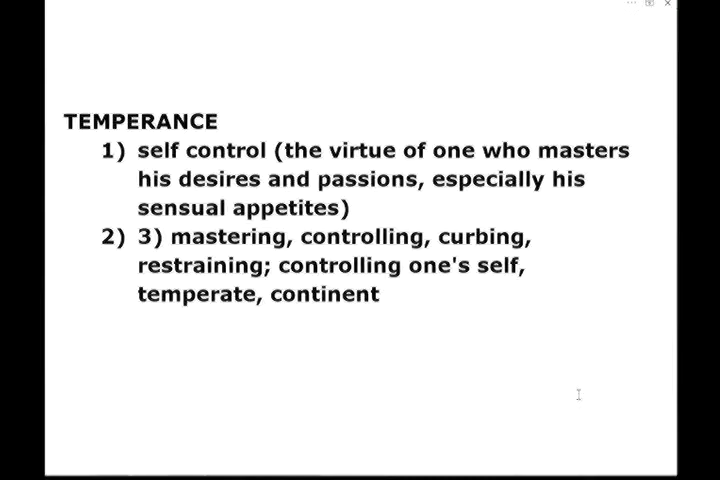 TEMPERANCE
1) self control (the virtue of one who masters
his desires and passions, especially his
sensual appetites)
2) 3) mastering, controlling, curbing,
restraining; controlling one's self,
temperate, continent